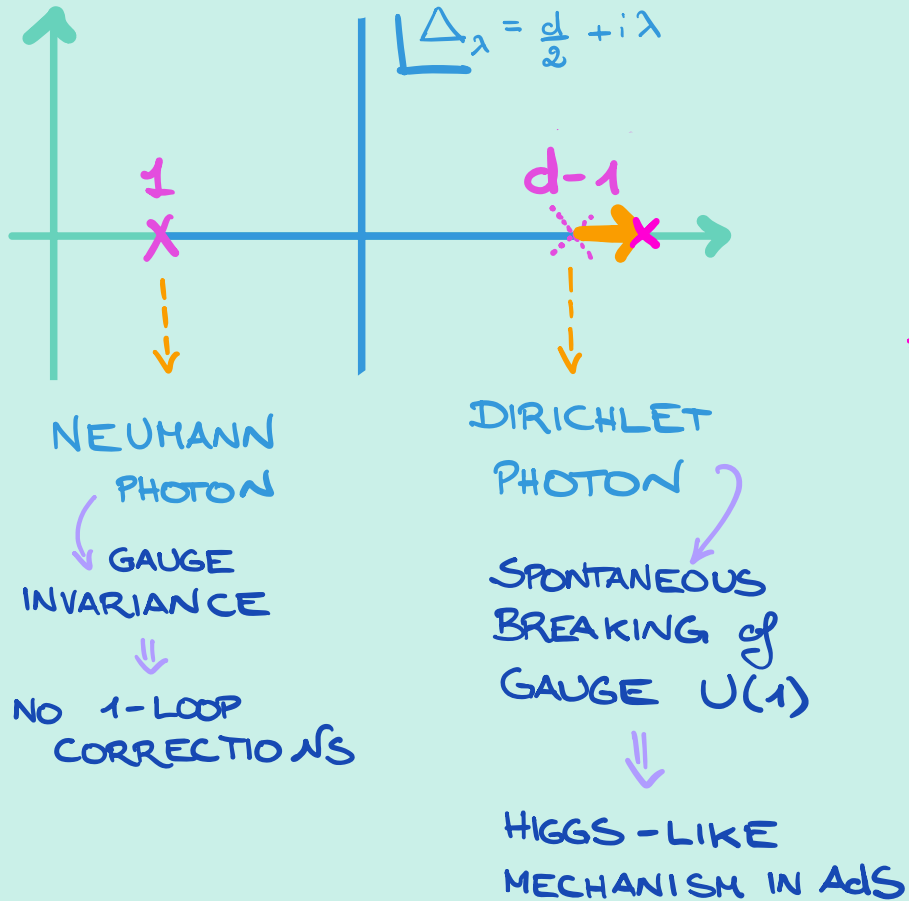 Δ_λ = d/2 + iλ
1
d-1
NEUMANN
PHOTON
GAUGE
INVARIANCE
NO 1-LOOP
CORRECTIONS
DIRICHLET
PHOTON
SPONTANEOUS
BREAKING of
GAUGE U(1)
HIGGS-LIKE
MECHANISM IN AdS